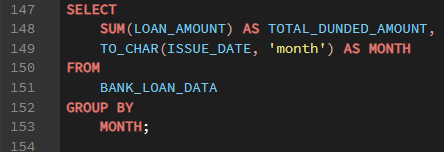 147 SELECT
148 SUM(LOAN_AMOUNT) AS TOTAL_DUNDED_AMOUNT,
149 TO_CHAR(ISSUE_DATE, 'month') AS MONTH
150 FROM
151 BANK_LOAN_DATA
152 GROUP BY
153 MONTH;
154